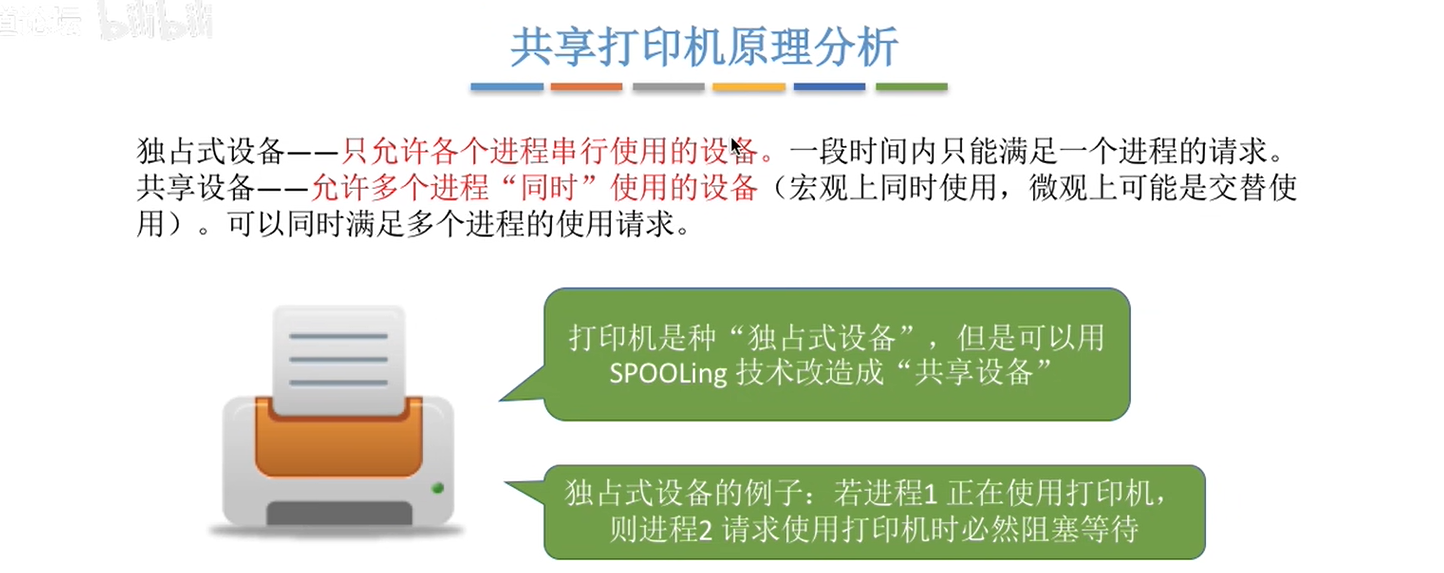 道论坛 bilibili
共享打印机原理分析
独占式设备——只允许各个进程串行使用的设备。一段时间内只能满足一个进程的请求。
共享设备——允许多个进程“同时”使用的设备（宏观上同时使用，微观上可能是交替使
用）。可以同时满足多个进程的使用请求。
打印机是种“独占式设备”，但是可以用
SPOOLing 技术改造成“共享设备”
独占式设备的例子：若进程1 正在使用打印机，
则进程2 请求使用打印机时必然阻塞等待